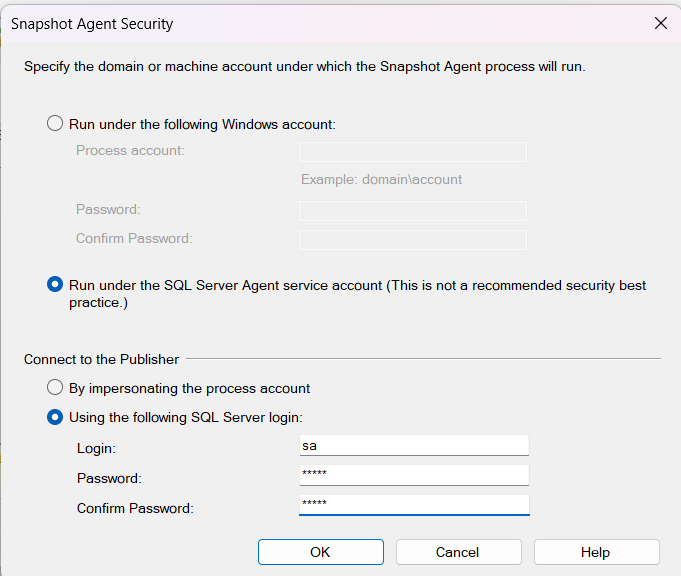 Snapshot Agent Security
Specify the domain or machine account under which the Snapshot Agent process will run.
Run under the following Windows account:
Process account:
Example: domain\account
Password:
Confirm Password:
Run under the SQL Server Agent service account (This is not a recommended security best
practice.)
Connect to the Publisher
By impersonating the process account
Using the following SQL Server login:
Login: sa
Password: *****
Confirm Password: *****
OK Cancel Help